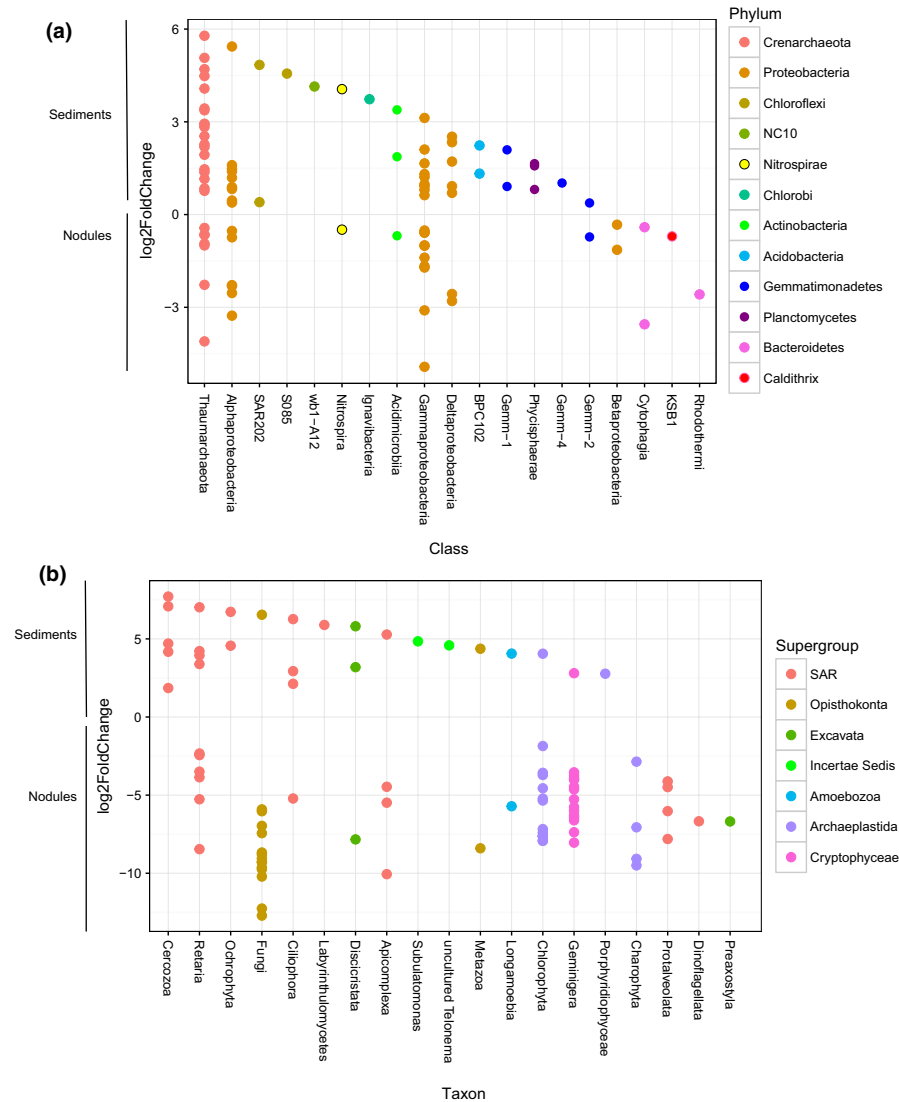 (a)
Sediments
Nodules
log2FoldChange
6
3
0
−3
Thaumarchaeota
Alphaproteobacteria
SAR202
S085
wb1−A12
Nitrospira
Ignavibacteria
Acidimicrobiia
Gammaproteobacteria
Deltaproteobacteria
BPC102
Gemm−1
Phycisphaerae
Gemm−4
Gemm−2
Betaproteobacteria
Cytophagia
KSB1
Rhodothermi
Class
Phylum
Crenarchaeota
Proteobacteria
Chloroflexi
NC10
Nitrospirae
Chlorobi
Actinobacteria
Acidobacteria
Gemmatimonadetes
Planctomycetes
Bacteroidetes
Caldithrix
(b)
Sediments
Nodules
log2FoldChange
5
0
−5
−10
Cercozoa
Retaria
Ochrophyta
Fungi
Ciliophora
Labyrinthulomycetes
Discicristata
Apicomplexa
Subulatomonas
uncultured Telonema
Metazoa
Longamoebia
Chlorophyta
Geminigera
Porphyridiophyceae
Charophyta
Protalveolata
Dinoflagellata
Preaxostyla
Taxon
Supergroup
SAR
Opisthokonta
Excavata
Incertae Sedis
Amoebozoa
Archaeplastida
Cryptophyceae